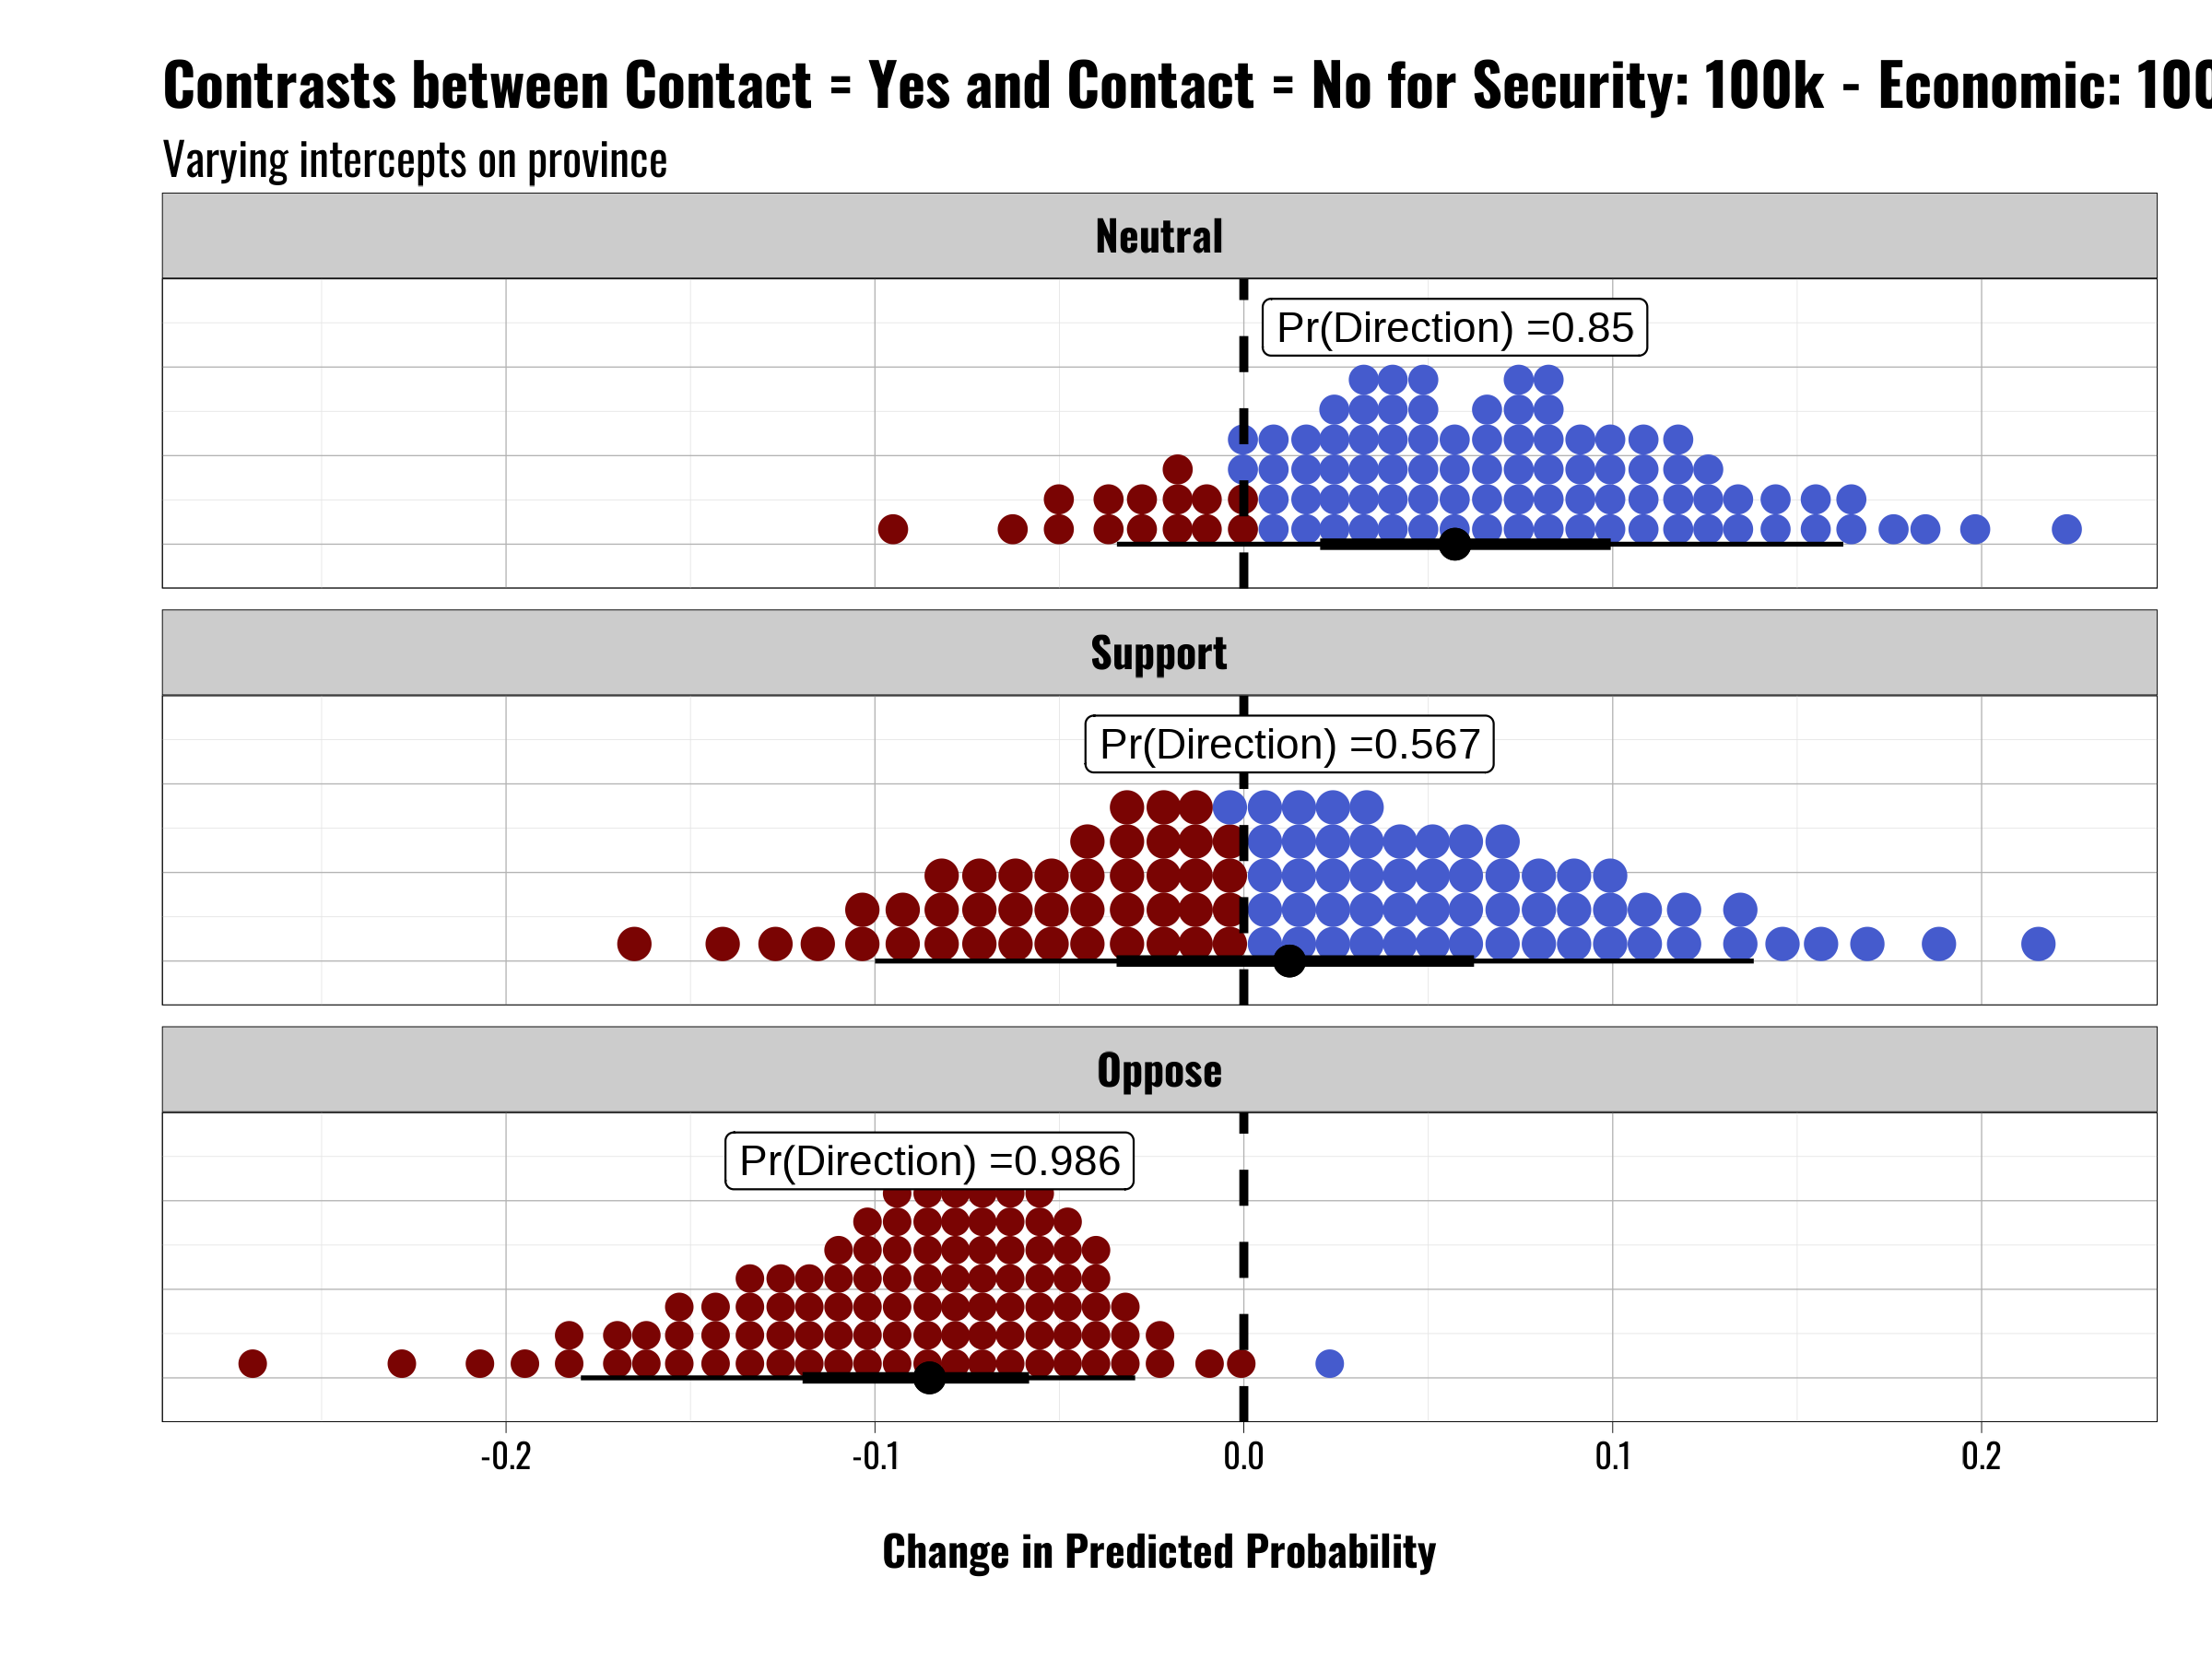 Contrasts between Contact = Yes and Contact = No for Security: 100k - Economic: 100
Varying intercepts on province
Neutral
Pr(Direction) =0.85
Support
Pr(Direction) =0.567
Oppose
Pr(Direction) =0.986
-0.2 -0.1 0.0 0.1 0.2
Change in Predicted Probability